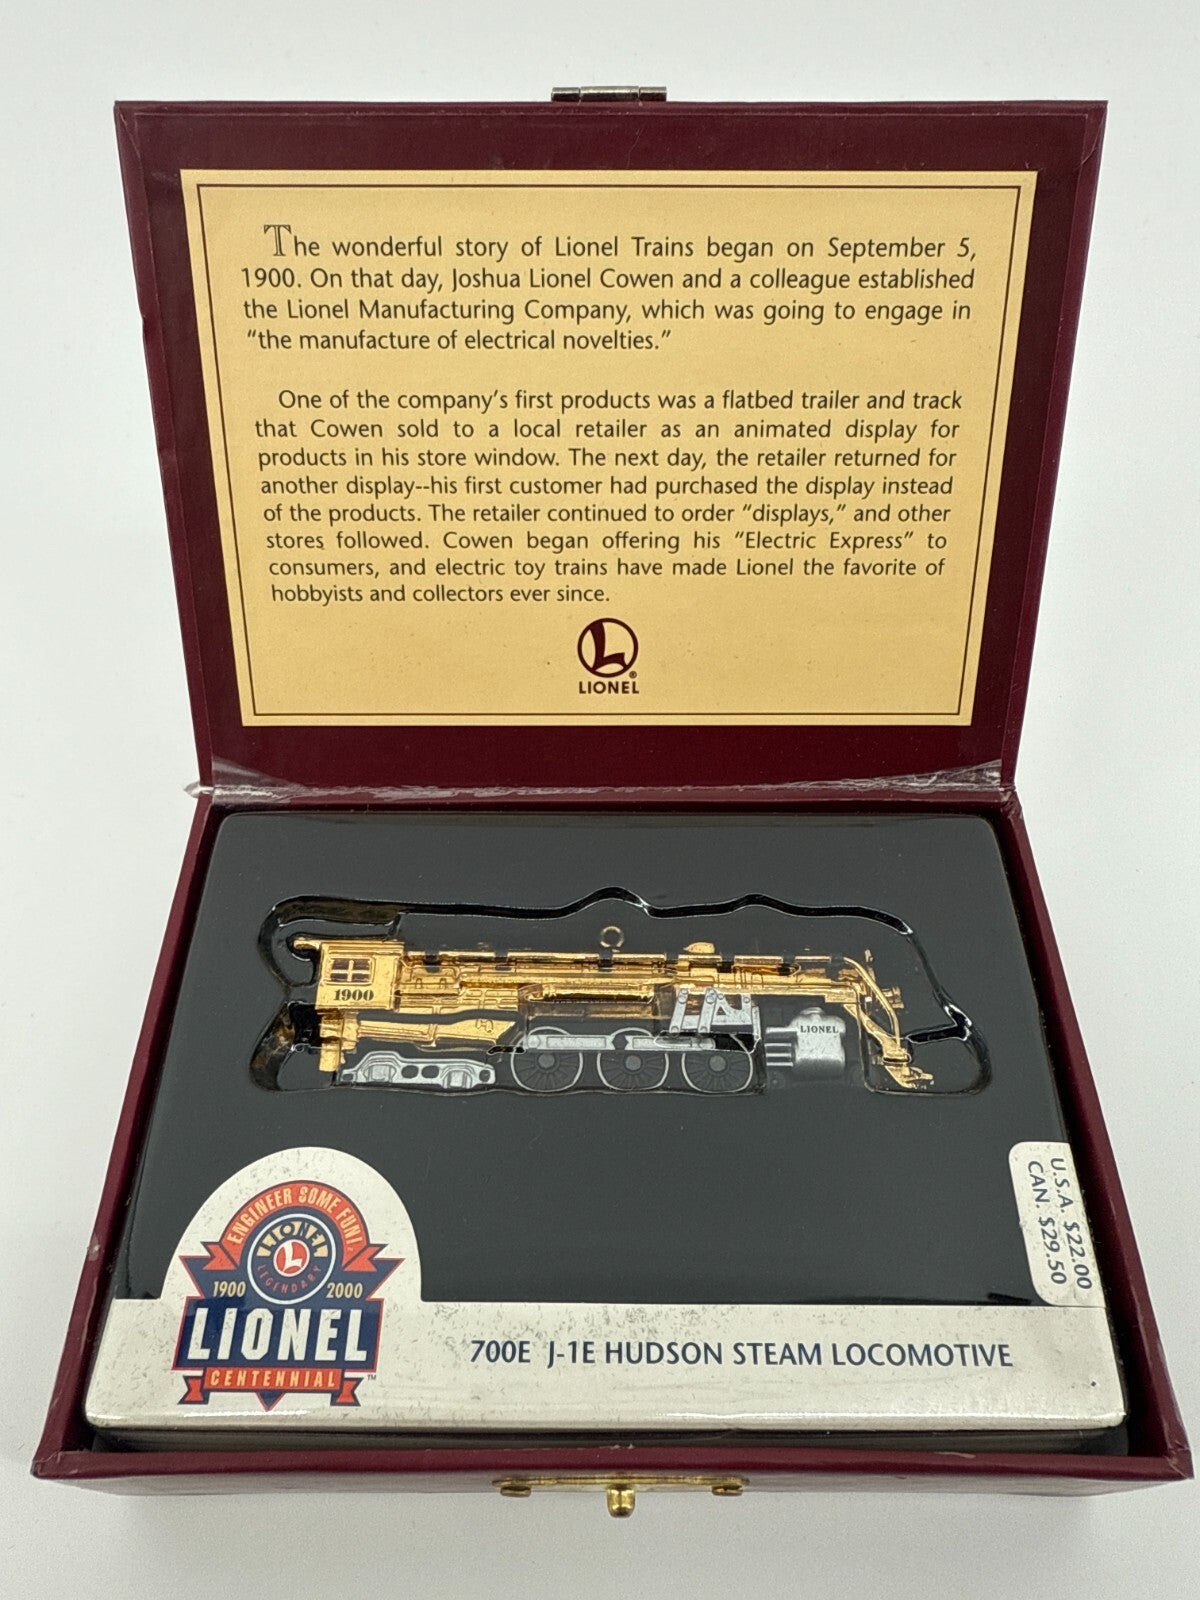 The wonderful story of Lionel Trains began on September 5,
1900. On that day, Joshua Lionel Cowen and a colleague established
the Lionel Manufacturing Company, which was going to engage in
"the manufacture of electrical novelties."
One of the company's first products was a flatbed trailer and track
that Cowen sold to a local retailer as an animated display for
products in his store window. The next day, the retailer returned for
another display--his first customer had purchased the display instead
of the products. The retailer continued to order "displays," and other
stores followed. Cowen began offering his "Electric Express" to
consumers, and electric toy trains have made Lionel the favorite of
hobbyists and collectors ever since.
L®
LIONEL
1900
LIONEL
U.S.A. $22.00
CAN. $29.50
ENGINEER SOME FUN!
LIONEL
L
LEGENDARY
1900 2000
LIONEL
CENTENNIAL ™
700E J-1E HUDSON STEAM LOCOMOTIVE